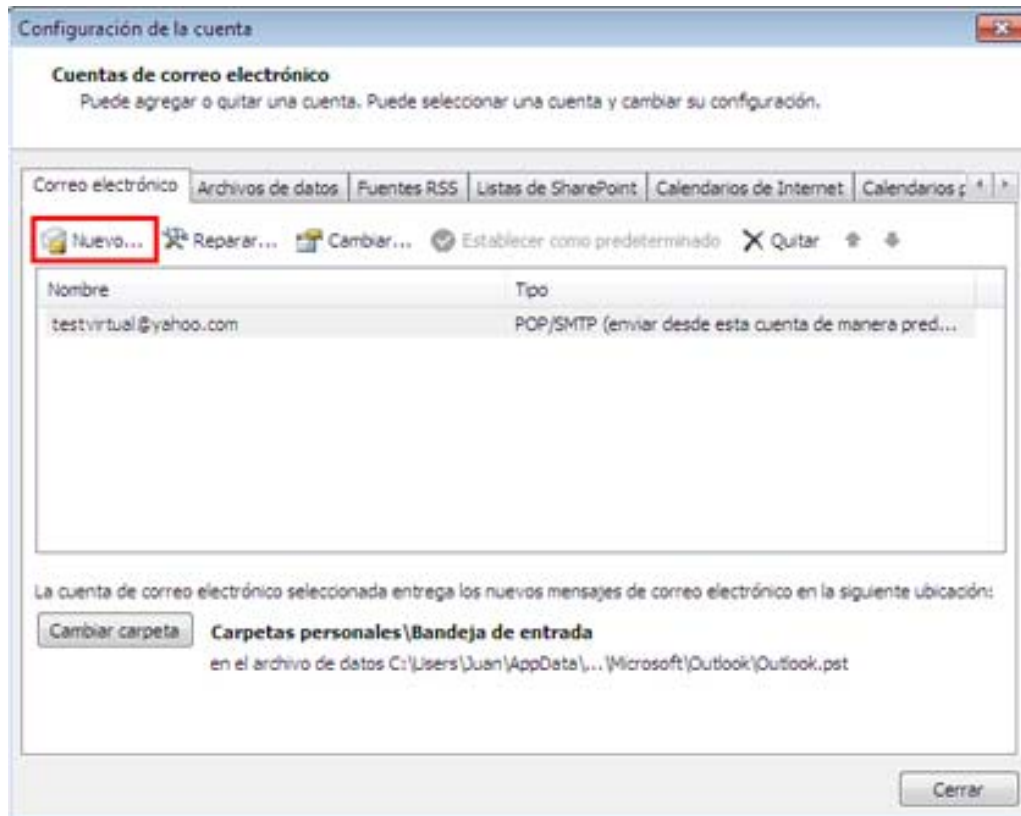 Configuración de la cuenta
Cuentas de correo electrónico
Puede agregar o quitar una cuenta. Puede seleccionar una cuenta y cambiar su configuración.
Correo electrónico Archivos de datos Fuentes RSS Listas de SharePoint Calendarios de Internet Calendarios p
Nuevo... Reparar... Cambiar... Establecer como predeterminado Quitar
Nombre Tipo
testvirtual@yahoo.com POP/SMTP (enviar desde esta cuenta de manera pred...
La cuenta de correo electrónico seleccionada entrega los nuevos mensajes de correo electrónico en la siguiente ubicación:
Cambiar carpeta Carpetas personales\Bandeja de entrada
en el archivo de datos C:\Users\Juan\AppData\...\Microsoft\Outlook\Outlook.pst
Cerrar